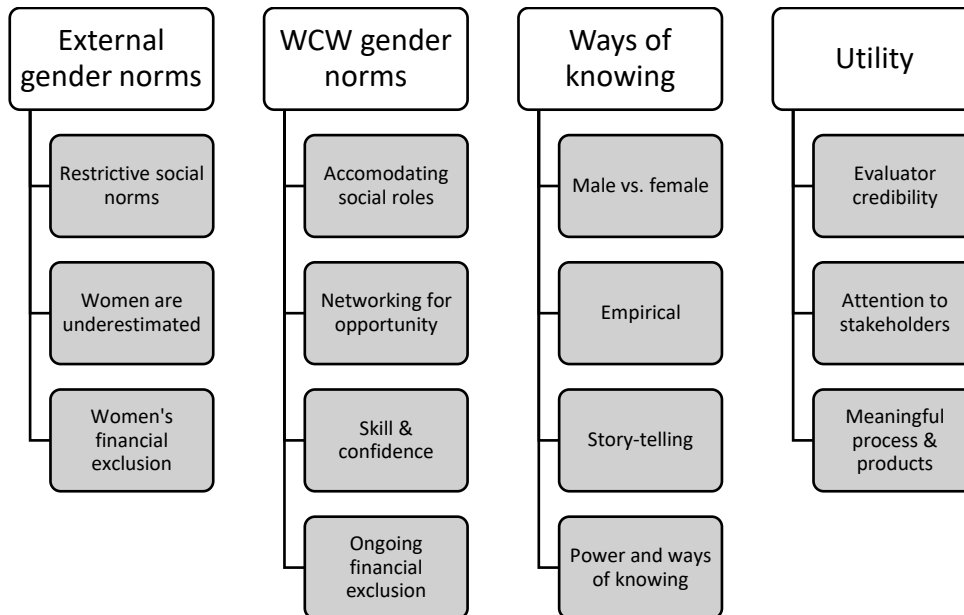 External
gender norms
Restrictive social
norms
Women are
underestimated
Women's
financial
exclusion
WCW gender
norms
Accomodating
social roles
Networking for
opportunity
Skill &
confidence
Ongoing
financial
exclusion
Ways of
knowing
Male vs. female
Empirical
Story-telling
Power and ways
of knowing
Utility
Evaluator
credibility
Attention to
stakeholders
Meaningful
process &
products